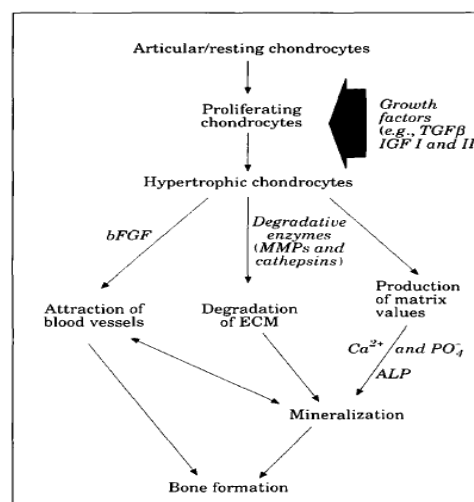 Articular/resting chondrocytes
Proliferating
chondrocytes
Growth
factors
(e.g., TGFβ
IGF I and II
Hypertrophic chondrocytes
bFGF
Degradative
enzymes
(MMPs and
cathepsins)
Attraction of
blood vessels
Degradation
of ECM
Production
of matrix
values
Ca²⁺ and PO₄⁻
ALP
Mineralization
Bone formation